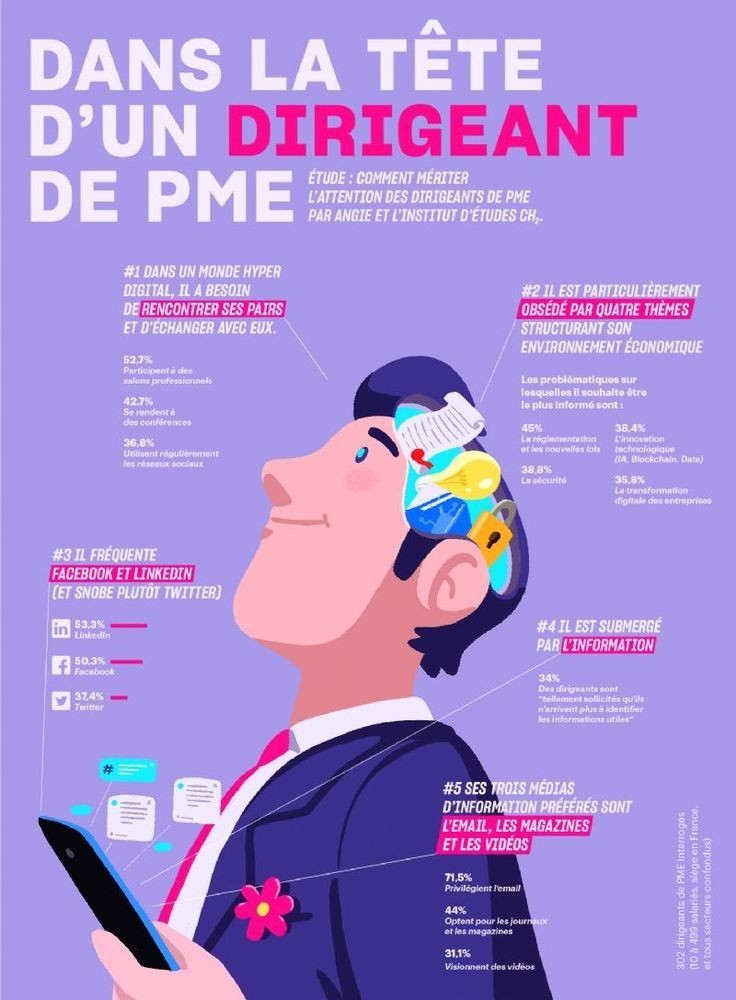 DANS LA TÊTE
D'UN DIRIGEANT
DE PME
ÉTUDE : COMMENT MÉRITER
L'ATTENTION DES DIRIGEANTS DE PME
PAR ANGIE ET L'INSTITUT D'ÉTUDES CH₂.
#1 DANS UN MONDE HYPER
DIGITAL, IL A BESOIN
DE RENCONTRER SES PAIRS
ET D'ÉCHANGER AVEC EUX.
52,7%
Participent à des
salons professionnels
42,7%
Se rendent à
des conférences
36,8%
Utilisent régulièrement
les réseaux sociaux
#2 IL EST PARTICULIÈREMENT
OBSÉDÉ PAR QUATRE THÈMES
STRUCTURANT SON
ENVIRONNEMENT ÉCONOMIQUE
Les problématiques sur
lesquelles il souhaite être
le plus informé sont :
45%
La réglementation
et les nouvelles lois
38,8%
La sécurité
38,4%
L'innovation
technologique
(IA, Blockchain, Data)
35,8%
La transformation
digitale des entreprises
#3 IL FRÉQUENTE
FACEBOOK ET LINKEDIN
(ET SNOBE PLUTÔT TWITTER)
in
53,3%
LinkedIn
f
50,3%
Facebook
37,4%
Twitter
#4 IL EST SUBMERGÉ
PAR L'INFORMATION
34%
Des dirigeants sont
"tellement sollicités qu'ils
n'arrivent plus à identifier
les informations utiles"
#
#5 SES TROIS MÉDIAS
D'INFORMATION PRÉFÉRÉS SONT
L'EMAIL, LES MAGAZINES
ET LES VIDÉOS
71,5%
Privilégient l'email
44%
Optent pour les journaux
et les magazines
31,1%
Visionnent des vidéos
302 dirigeants de PME interrogés
(10 à 499 salariés, siège en France,
et tous secteurs confondus)